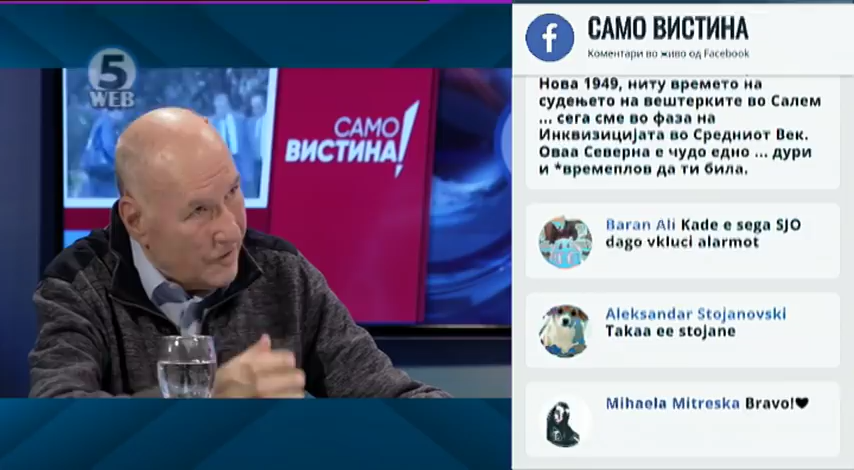 5
WEB
САМО
ВИСТИНА!
САМО ВИСТИНА
Коментари во живо од Facebook
Нова 1949, ниту времето на
судењето на вештерките во Салем
... сега сме во фаза на
Инквизицијата во Средниот Век.
Оваа Северна е чудо едно ... дури
и *времеплов да ти била.
Baran Ali Kade e sega SJO
dago vkluci alarmot
Aleksandar Stojanovski
Takaa ee stojane
Mihaela Mitreska Bravo!🖤